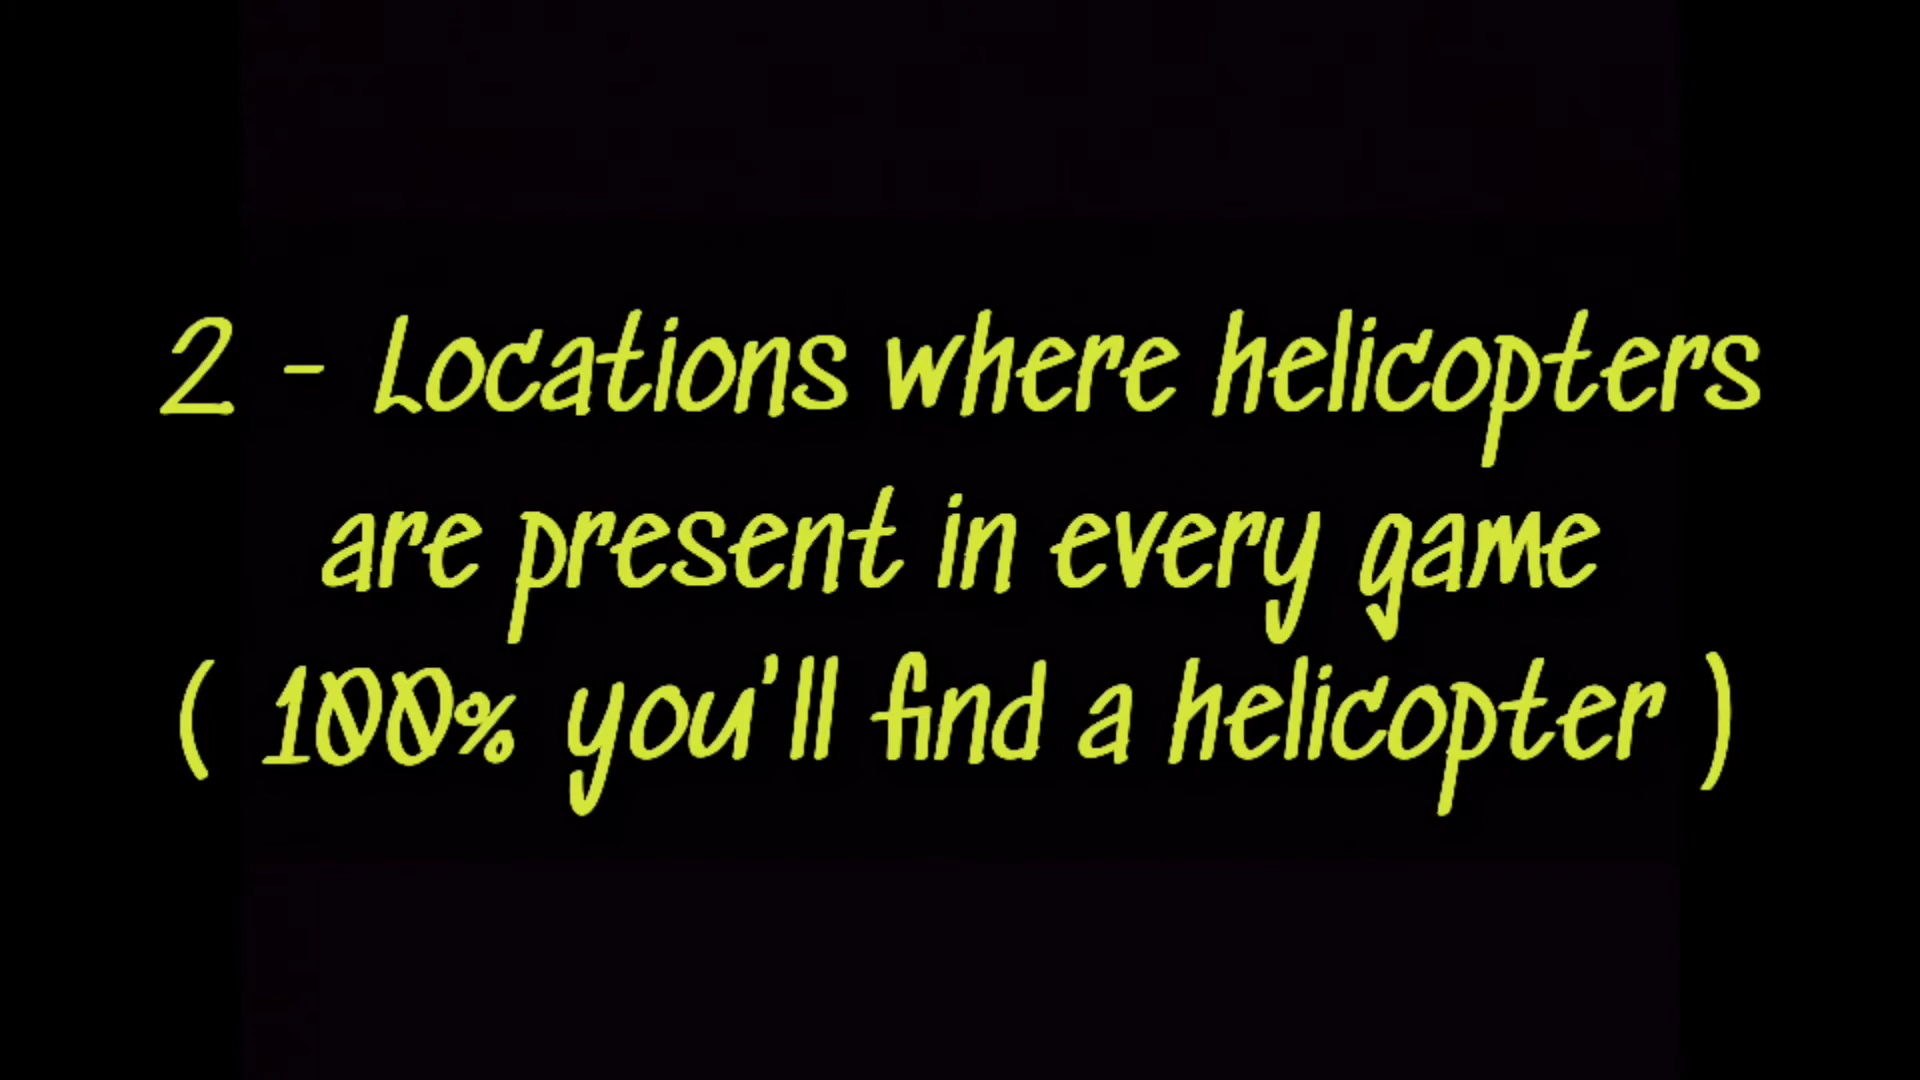 2 - Locations where helicopters
are present in every game
( 100% you'll find a helicopter )